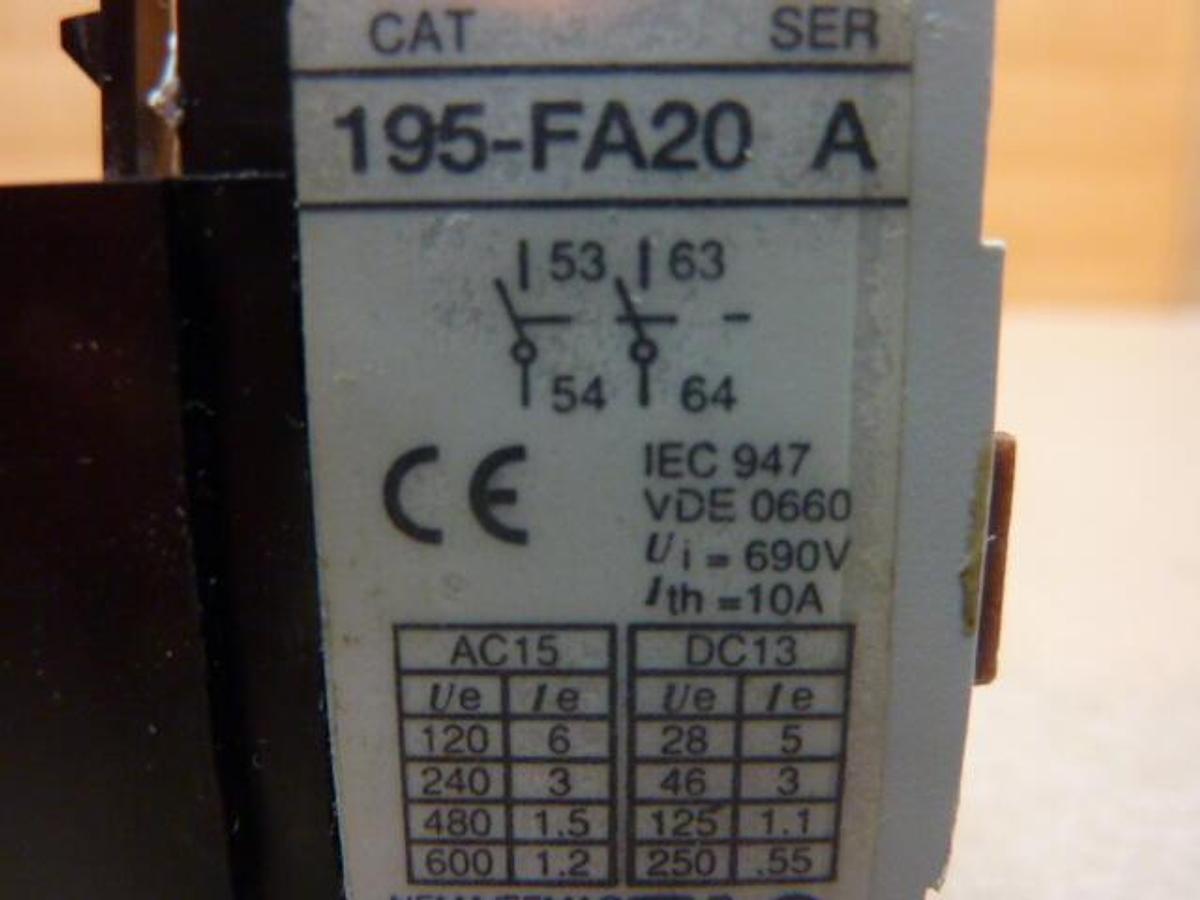 CAT SER
195-FA20 A
53 63
54 64
CE
IEC 947
VDE 0660
Ui = 690V
Ith =10A
AC15 DC13
Ue Ie Ue Ie
120 6 28 5
240 3 46 3
480 1.5 125 1.1
600 1.2 250 .55